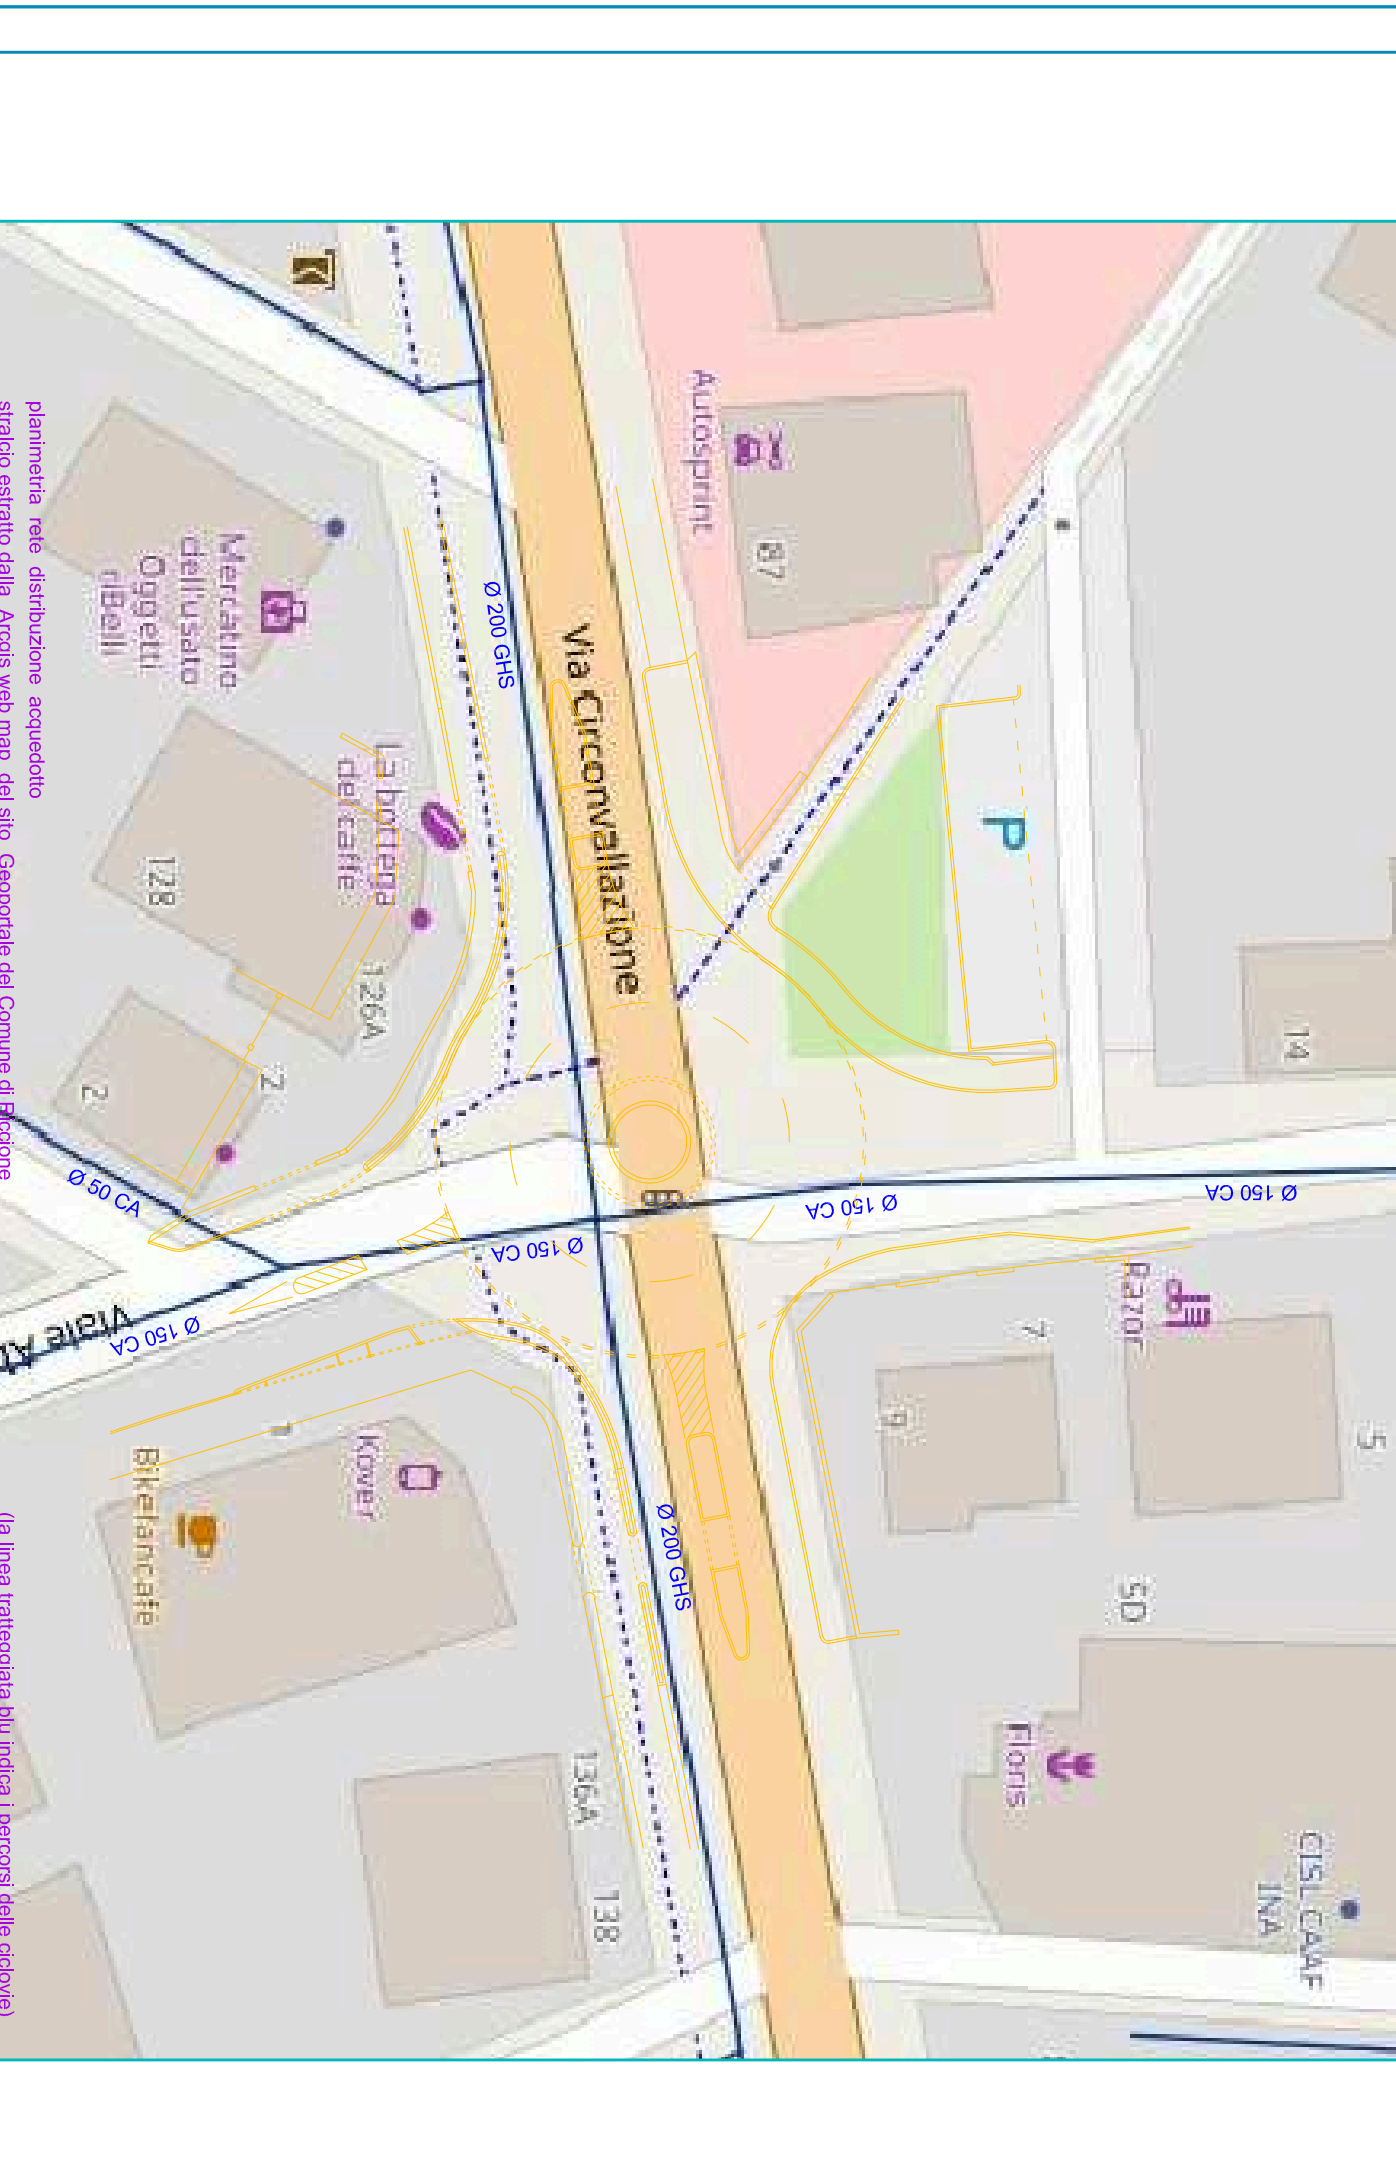 planimetria rete distribuzione acquedotto
stralcio estratto dalla Arcgis web map del sito Geoportale del Comune di Riccione
(la linea tratteggiata blu indica i percorsi delle ciclovie)
Autosprint
87
Ø 200 GHS
Via Circonvallazione
Mercatino
dell'usato
Oggetti
riBelli
La bottega
del caffè
P
128
126A
14
2
2
Ø 50 CA
Ø 150 CA
Ø 150 CA
Ø 150 CA
Ø 150 CA
Viale
Razor
7
9
5
1
Kover
Bikelancafè
Ø 200 GHS
5D
Floris
136A
138
CISL CAAF
INA